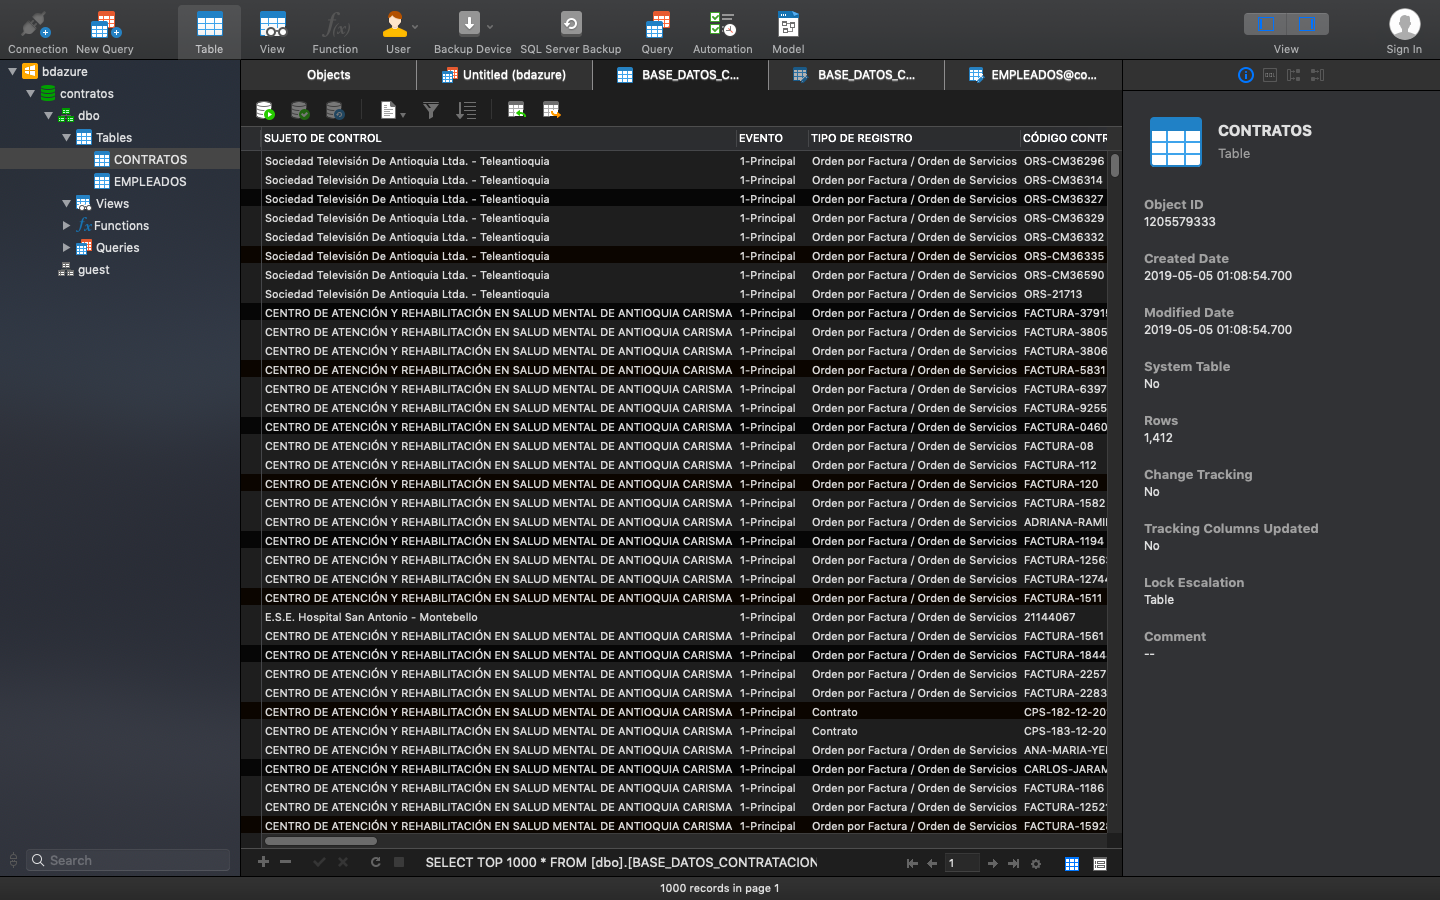 Connection New Query Table View Function User Backup Device SQL Server Backup Query Automation Model View Sign In
bdazure
contratos
dbo
Tables
CONTRATOS
EMPLEADOS
Views
Functions
Queries
guest
Search
Objects Untitled (bdazure) BASE_DATOS_C... BASE_DATOS_C... EMPLEADOS@co...
SUJETO DE CONTROL EVENTO TIPO DE REGISTRO CÓDIGO CONTR
Sociedad Televisión De Antioquia Ltda. - Teleantioquia 1-Principal Orden por Factura / Orden de Servicios ORS-CM36296
Sociedad Televisión De Antioquia Ltda. - Teleantioquia 1-Principal Orden por Factura / Orden de Servicios ORS-CM36314
Sociedad Televisión De Antioquia Ltda. - Teleantioquia 1-Principal Orden por Factura / Orden de Servicios ORS-CM36327
Sociedad Televisión De Antioquia Ltda. - Teleantioquia 1-Principal Orden por Factura / Orden de Servicios ORS-CM36329
Sociedad Televisión De Antioquia Ltda. - Teleantioquia 1-Principal Orden por Factura / Orden de Servicios ORS-CM36332
Sociedad Televisión De Antioquia Ltda. - Teleantioquia 1-Principal Orden por Factura / Orden de Servicios ORS-CM36335
Sociedad Televisión De Antioquia Ltda. - Teleantioquia 1-Principal Orden por Factura / Orden de Servicios ORS-CM36590
Sociedad Televisión De Antioquia Ltda. - Teleantioquia 1-Principal Orden por Factura / Orden de Servicios ORS-21713
CENTRO DE ATENCIÓN Y REHABILITACIÓN EN SALUD MENTAL DE ANTIOQUIA CARISMA 1-Principal Orden por Factura / Orden de Servicios FACTURA-37915
CENTRO DE ATENCIÓN Y REHABILITACIÓN EN SALUD MENTAL DE ANTIOQUIA CARISMA 1-Principal Orden por Factura / Orden de Servicios FACTURA-3805
CENTRO DE ATENCIÓN Y REHABILITACIÓN EN SALUD MENTAL DE ANTIOQUIA CARISMA 1-Principal Orden por Factura / Orden de Servicios FACTURA-3806
CENTRO DE ATENCIÓN Y REHABILITACIÓN EN SALUD MENTAL DE ANTIOQUIA CARISMA 1-Principal Orden por Factura / Orden de Servicios FACTURA-5831
CENTRO DE ATENCIÓN Y REHABILITACIÓN EN SALUD MENTAL DE ANTIOQUIA CARISMA 1-Principal Orden por Factura / Orden de Servicios FACTURA-6397
CENTRO DE ATENCIÓN Y REHABILITACIÓN EN SALUD MENTAL DE ANTIOQUIA CARISMA 1-Principal Orden por Factura / Orden de Servicios FACTURA-9255
CENTRO DE ATENCIÓN Y REHABILITACIÓN EN SALUD MENTAL DE ANTIOQUIA CARISMA 1-Principal Orden por Factura / Orden de Servicios FACTURA-0460
CENTRO DE ATENCIÓN Y REHABILITACIÓN EN SALUD MENTAL DE ANTIOQUIA CARISMA 1-Principal Orden por Factura / Orden de Servicios FACTURA-08
CENTRO DE ATENCIÓN Y REHABILITACIÓN EN SALUD MENTAL DE ANTIOQUIA CARISMA 1-Principal Orden por Factura / Orden de Servicios FACTURA-112
CENTRO DE ATENCIÓN Y REHABILITACIÓN EN SALUD MENTAL DE ANTIOQUIA CARISMA 1-Principal Orden por Factura / Orden de Servicios FACTURA-120
CENTRO DE ATENCIÓN Y REHABILITACIÓN EN SALUD MENTAL DE ANTIOQUIA CARISMA 1-Principal Orden por Factura / Orden de Servicios FACTURA-1582
CENTRO DE ATENCIÓN Y REHABILITACIÓN EN SALUD MENTAL DE ANTIOQUIA CARISMA 1-Principal Orden por Factura / Orden de Servicios ADRIANA-RAMI
CENTRO DE ATENCIÓN Y REHABILITACIÓN EN SALUD MENTAL DE ANTIOQUIA CARISMA 1-Principal Orden por Factura / Orden de Servicios FACTURA-1194
CENTRO DE ATENCIÓN Y REHABILITACIÓN EN SALUD MENTAL DE ANTIOQUIA CARISMA 1-Principal Orden por Factura / Orden de Servicios FACTURA-1256
CENTRO DE ATENCIÓN Y REHABILITACIÓN EN SALUD MENTAL DE ANTIOQUIA CARISMA 1-Principal Orden por Factura / Orden de Servicios FACTURA-12744
CENTRO DE ATENCIÓN Y REHABILITACIÓN EN SALUD MENTAL DE ANTIOQUIA CARISMA 1-Principal Orden por Factura / Orden de Servicios FACTURA-1511
E.S.E. Hospital San Antonio - Montebello 1-Principal Orden por Factura / Orden de Servicios 21144067
CENTRO DE ATENCIÓN Y REHABILITACIÓN EN SALUD MENTAL DE ANTIOQUIA CARISMA 1-Principal Orden por Factura / Orden de Servicios FACTURA-1561
CENTRO DE ATENCIÓN Y REHABILITACIÓN EN SALUD MENTAL DE ANTIOQUIA CARISMA 1-Principal Orden por Factura / Orden de Servicios FACTURA-1844
CENTRO DE ATENCIÓN Y REHABILITACIÓN EN SALUD MENTAL DE ANTIOQUIA CARISMA 1-Principal Orden por Factura / Orden de Servicios FACTURA-2257
CENTRO DE ATENCIÓN Y REHABILITACIÓN EN SALUD MENTAL DE ANTIOQUIA CARISMA 1-Principal Orden por Factura / Orden de Servicios FACTURA-2283
CENTRO DE ATENCIÓN Y REHABILITACIÓN EN SALUD MENTAL DE ANTIOQUIA CARISMA 1-Principal Contrato CPS-182-12-20
CENTRO DE ATENCIÓN Y REHABILITACIÓN EN SALUD MENTAL DE ANTIOQUIA CARISMA 1-Principal Contrato CPS-183-12-20
CENTRO DE ATENCIÓN Y REHABILITACIÓN EN SALUD MENTAL DE ANTIOQUIA CARISMA 1-Principal Orden por Factura / Orden de Servicios ANA-MARIA-YEI
CENTRO DE ATENCIÓN Y REHABILITACIÓN EN SALUD MENTAL DE ANTIOQUIA CARISMA 1-Principal Orden por Factura / Orden de Servicios CARLOS-JARAM
CENTRO DE ATENCIÓN Y REHABILITACIÓN EN SALUD MENTAL DE ANTIOQUIA CARISMA 1-Principal Orden por Factura / Orden de Servicios FACTURA-1186
CENTRO DE ATENCIÓN Y REHABILITACIÓN EN SALUD MENTAL DE ANTIOQUIA CARISMA 1-Principal Orden por Factura / Orden de Servicios FACTURA-12521
CENTRO DE ATENCIÓN Y REHABILITACIÓN EN SALUD MENTAL DE ANTIOQUIA CARISMA 1-Principal Orden por Factura / Orden de Servicios FACTURA-1592
SELECT TOP 1000 * FROM [dbo].[BASE_DATOS_CONTRATACION 1
CONTRATOS
Table
Object ID
1205579333
Created Date
2019-05-05 01:08:54.700
Modified Date
2019-05-05 01:08:54.700
System Table
No
Rows
1,412
Change Tracking
No
Tracking Columns Updated
No
Lock Escalation
Table
Comment
--
1000 records in page 1